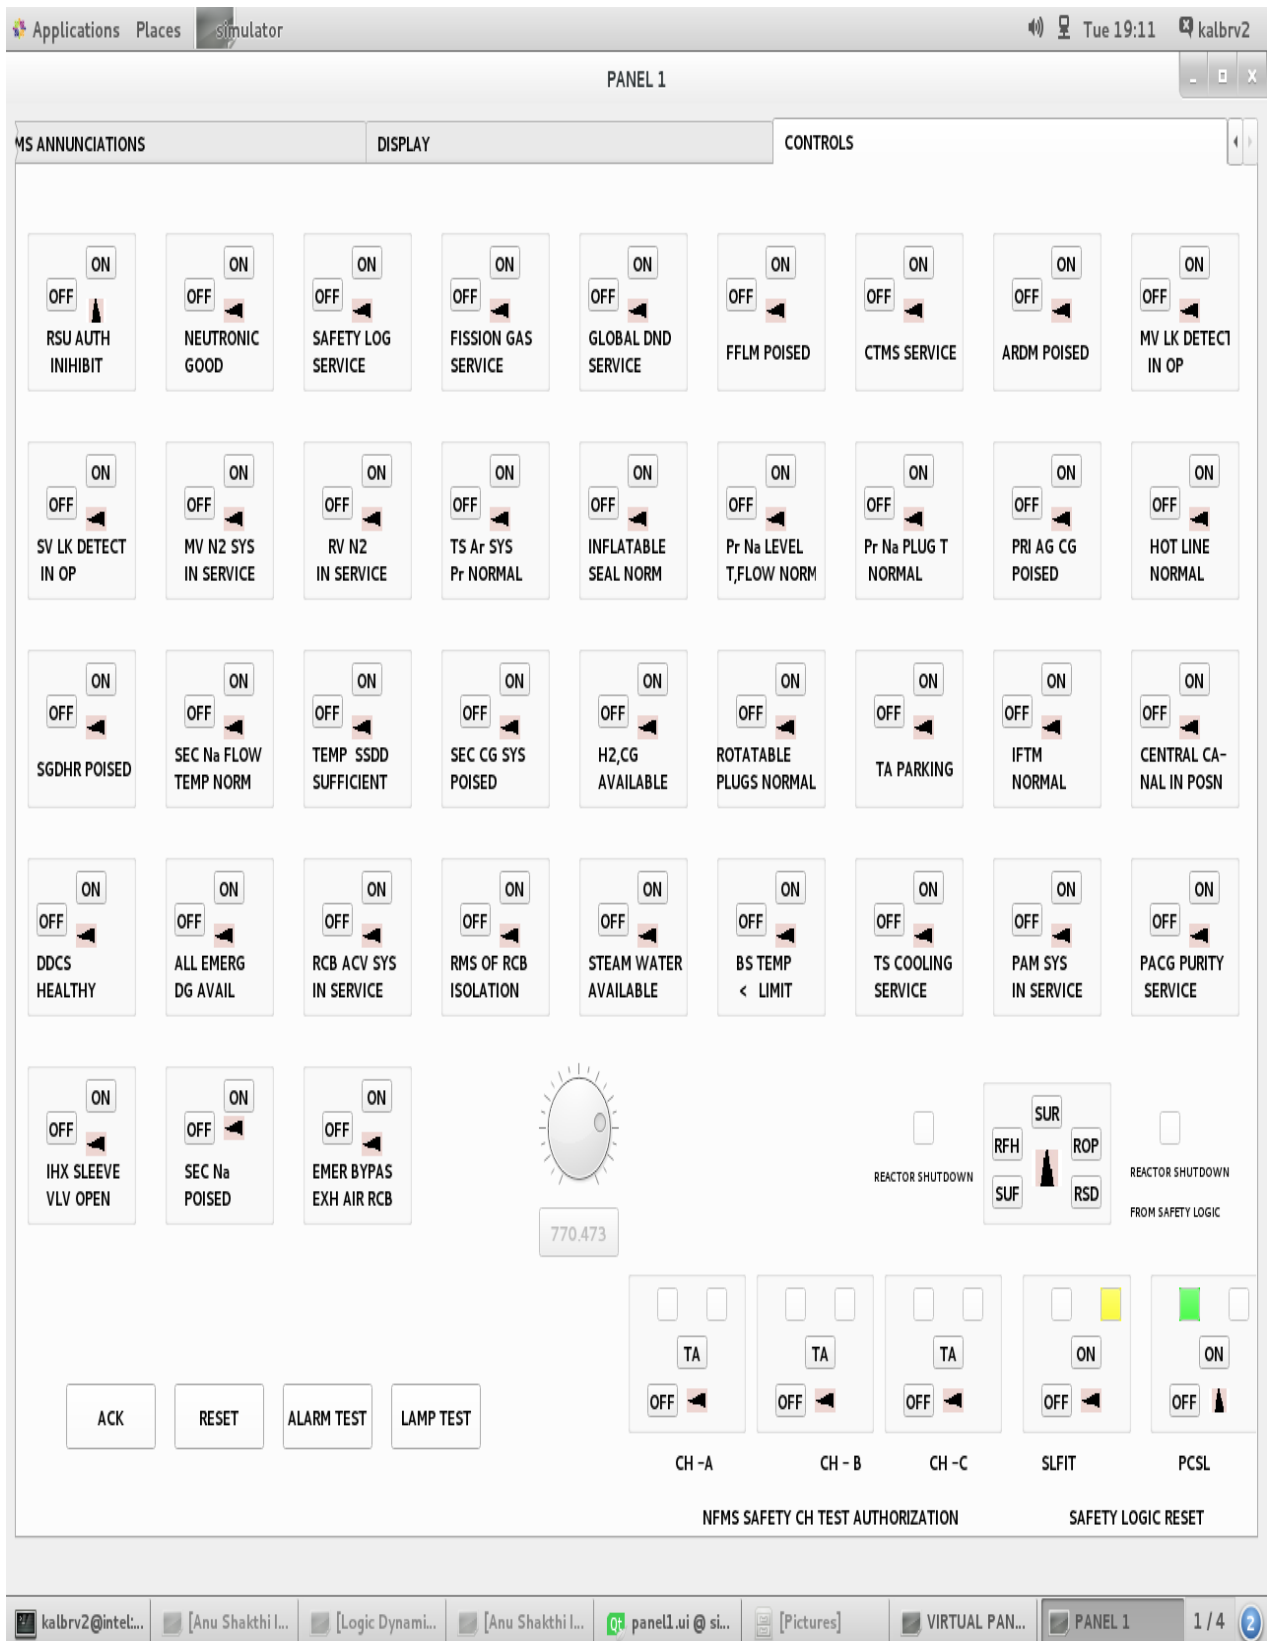 Applications Places simulator Tue 19:11 kalbrv2
PANEL 1
MS ANNUNCIATIONS DISPLAY CONTROLS
ON ON ON ON ON ON ON ON ON
OFF OFF OFF OFF OFF OFF OFF OFF OFF
RSU AUTH NEUTRONIC SAFETY LOG FISSION GAS GLOBAL DND FFLM POISED CTMS SERVICE ARDM POISED MV LK DETECT
INIHIBIT GOOD SERVICE SERVICE SERVICE IN OP
ON ON ON ON ON ON ON ON ON
OFF OFF OFF OFF OFF OFF OFF OFF OFF
SV LK DETECT MV N2 SYS RV N2 TS Ar SYS INFLATABLE Pr Na LEVEL Pr Na PLUG T PRI AG CG HOT LINE
IN OP IN SERVICE IN SERVICE Pr NORMAL SEAL NORM T,FLOW NORM NORMAL POISED NORMAL
ON ON ON ON ON ON ON ON ON
OFF OFF OFF OFF OFF OFF OFF OFF OFF
SGDHR POISED SEC Na FLOW TEMP SSDD SEC CG SYS H2,CG ROTATABLE TA PARKING IFTM CENTRAL CA-
TEMP NORM SUFFICIENT POISED AVAILABLE PLUGS NORMAL NORMAL NAL IN POSN
ON ON ON ON ON ON ON ON ON
OFF OFF OFF OFF OFF OFF OFF OFF OFF
DDCS ALL EMERG RCB ACV SYS RMS OF RCB STEAM WATER BS TEMP TS COOLING PAM SYS PACG PURITY
HEALTHY DG AVAIL IN SERVICE ISOLATION AVAILABLE < LIMIT SERVICE IN SERVICE SERVICE
ON ON ON SUR
OFF OFF OFF RFH ROP
IHX SLEEVE SEC Na EMER BYPAS REACTOR SHUTDOWN REACTOR SHUTDOWN
VLV OPEN POISED EXH AIR RCB SUF RSD FROM SAFETY LOGIC
770.473
TA TA TA ON ON
OFF OFF OFF OFF OFF
ACK RESET ALARM TEST LAMP TEST
CH -A CH - B CH -C SLFIT PCSL
NFMS SAFETY CH TEST AUTHORIZATION SAFETY LOGIC RESET
kalbrv2@intel:... [Anu Shakthi I... [Logic Dynami... [Anu Shakthi I... panel1.ui @ si... [Pictures] VIRTUAL PAN... PANEL 1 1 / 4 2